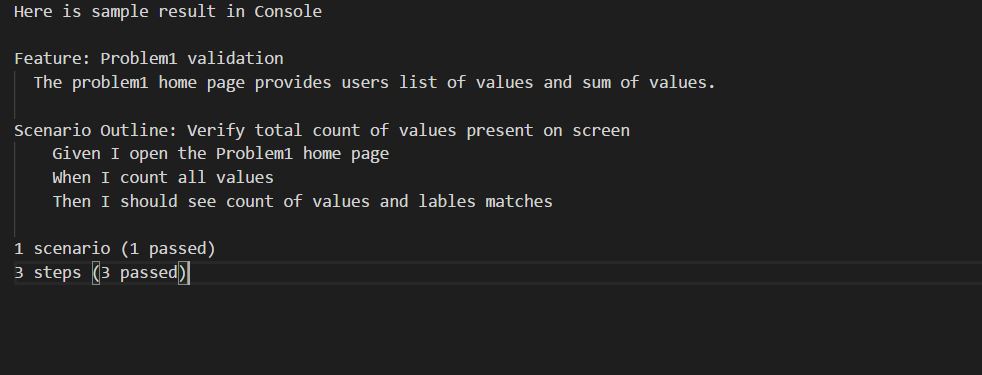 Here is sample result in Console
Feature: Problem1 validation
The problem1 home page provides users list of values and sum of values.
Scenario Outline: Verify total count of values present on screen
Given I open the Problem1 home page
When I count all values
Then I should see count of values and lables matches
1 scenario (1 passed)
3 steps (3 passed)